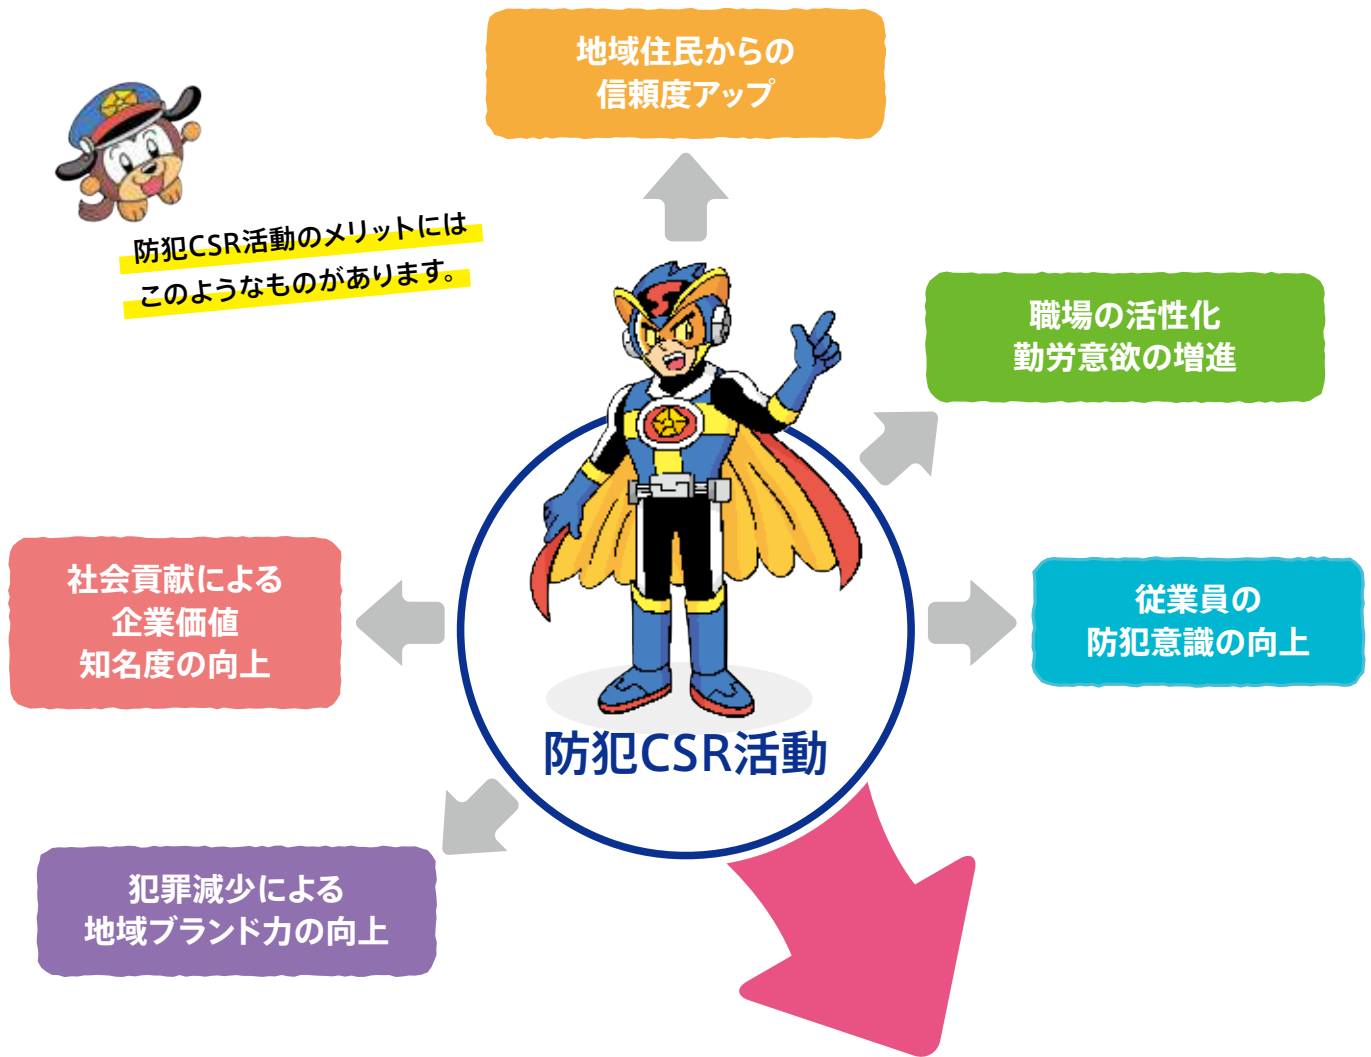 地域住民からの
信頼度アップ
防犯CSR活動のメリットには
このようなものがあります。
職場の活性化
勤労意欲の増進
社会貢献による
企業価値
知名度の向上
従業員の
防犯意識の向上
防犯CSR活動
犯罪減少による
地域ブランド力の向上